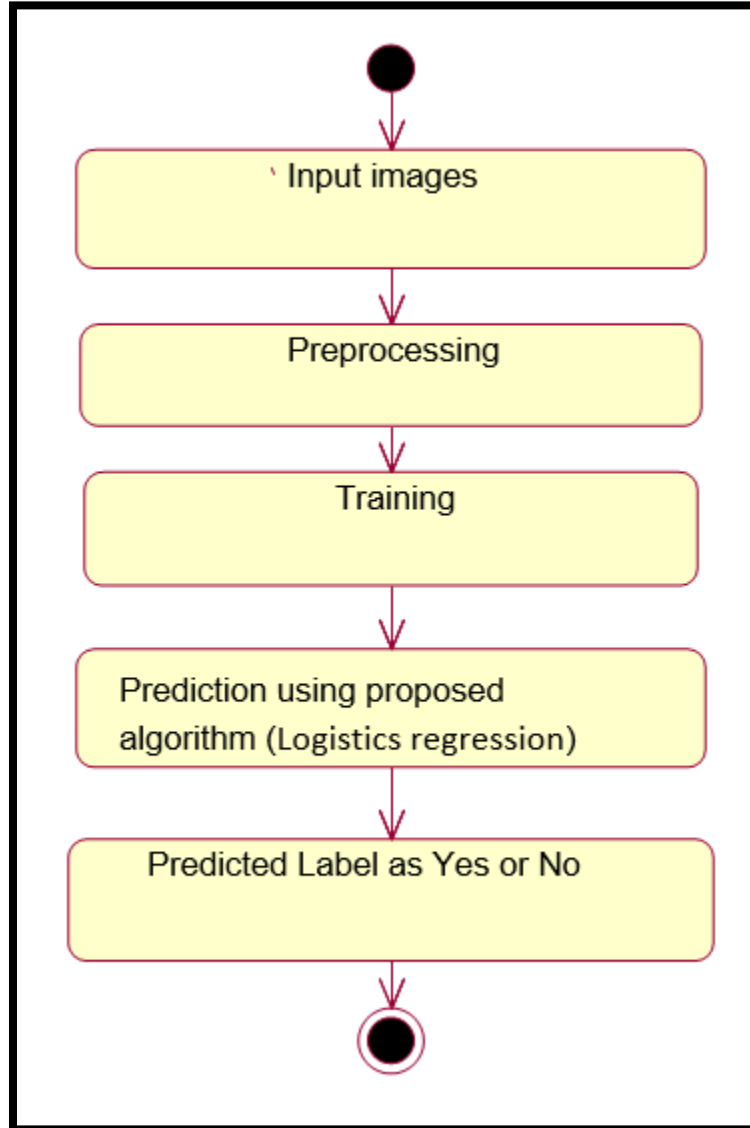 Input images
Preprocessing
Training
Prediction using proposed
algorithm (Logistics regression)
Predicted Label as Yes or No